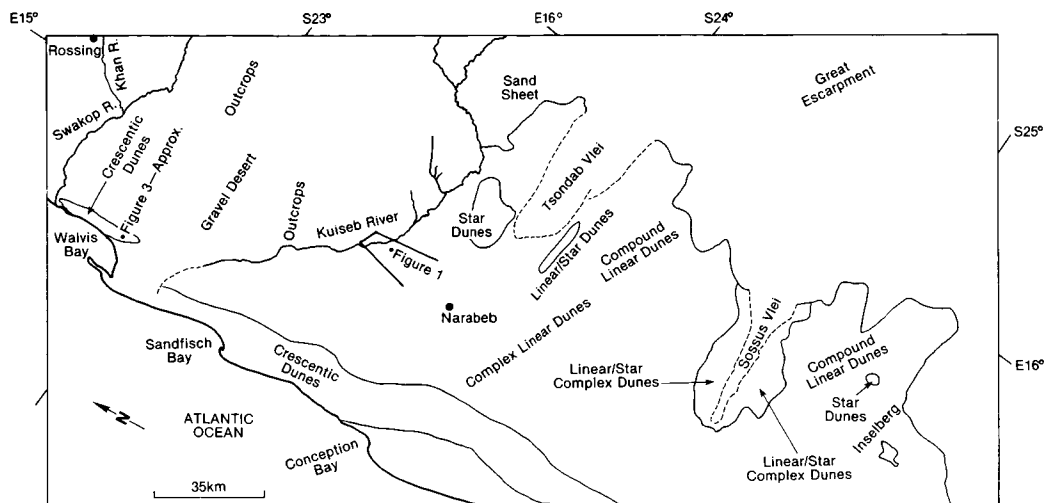 E15°
S23°
E16°
S24°
Rossing
Khan R.
Swakop R.
Crescentic
Dunes
Figure 3—Approx.
Outcrops
Gravel Desert
Outcrops
Sand
Sheet
Great
Escarpment
S25°
Tsondab Vlei
Star
Dunes
Kuiseb River
Walvis
Bay
Figure 1
Linear/Star Dunes
Compound
Linear Dunes
Narabeb
Complex Linear Dunes
Sossus Vlei
Sandfisch
Bay
Crescentic
Dunes
Linear/Star
Complex Dunes
Compound
Linear Dunes
E16°
Star
Dunes
N
ATLANTIC
OCEAN
Inselberg
Conception
Bay
Linear/Star
Complex Dunes
35km